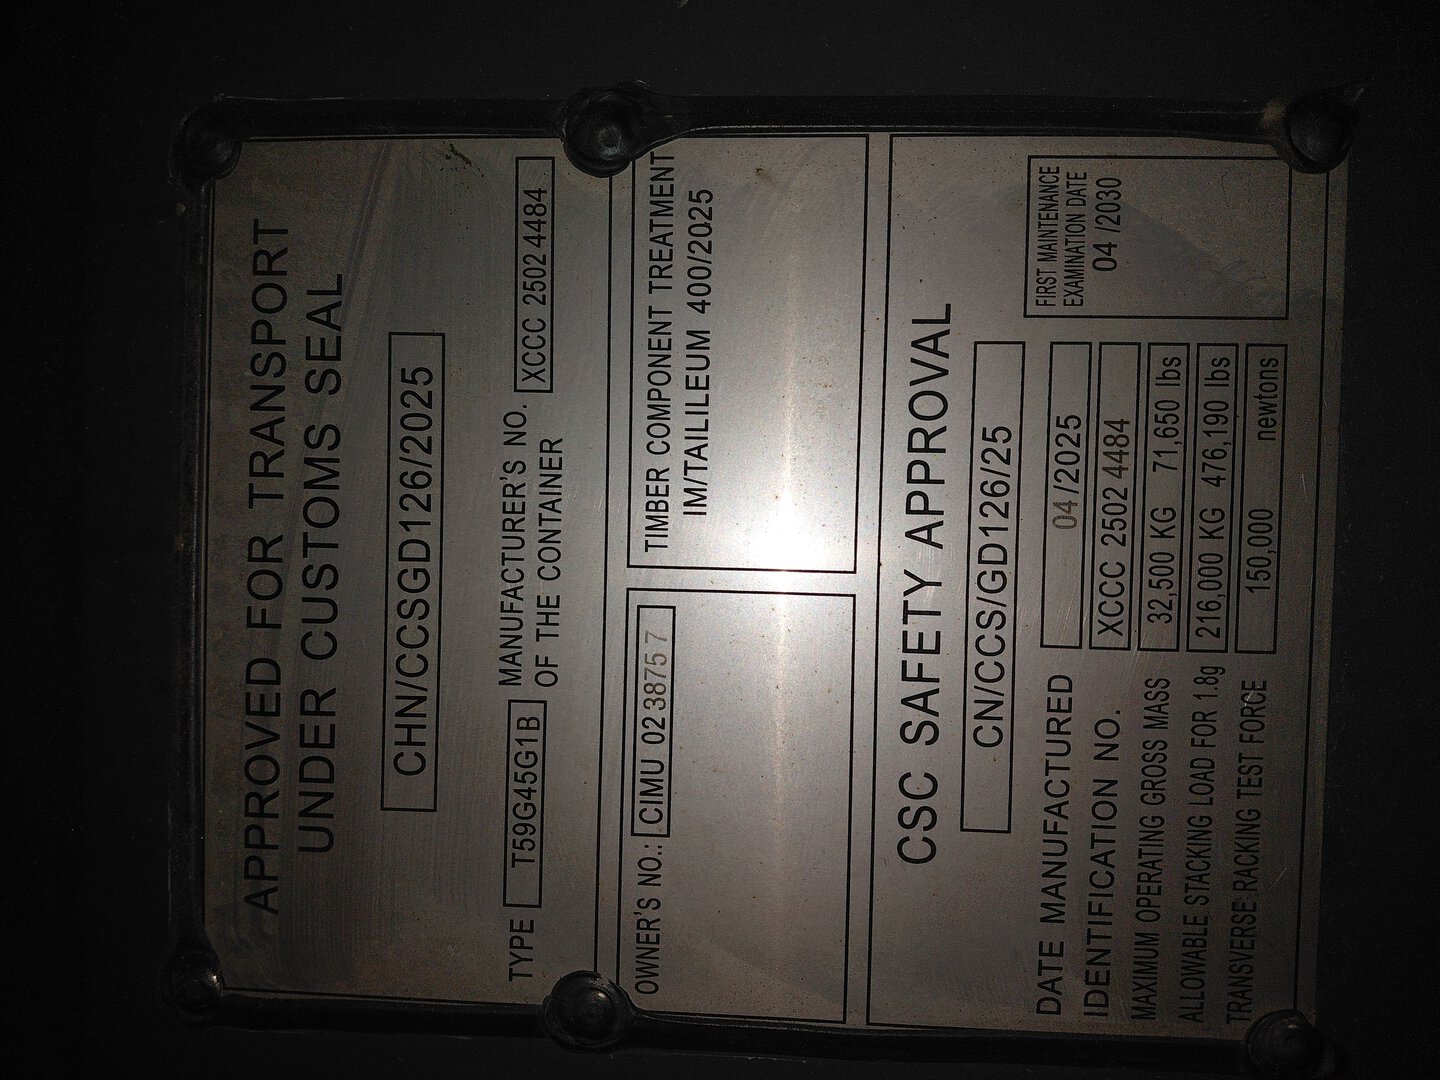 APPROVED FOR TRANSPORT
UNDER CUSTOMS SEAL
CHN/CCSGD126/2025
TYPE T59G45G1B MANUFACTURER'S NO. OF THE CONTAINER XCCC 2502 4484
OWNER'S NO.: CIMU 023875 7
TIMBER COMPONENT TREATMENT
IM/TAILILEUM 400/2025
CSC SAFETY APPROVAL
CN/CCS/GD126/25
DATE MANUFACTURED 04 /2025
IDENTIFICATION NO. XCCC 2502 4484
MAXIMUM OPERATING GROSS MASS 32,500 KG 71,650 lbs
ALLOWABLE STACKING LOAD FOR 1.8g 216,000 KG 476,190 lbs
TRANSVERSE RACKING TEST FORCE 150,000 newtons
FIRST MAINTENANCE
EXAMINATION DATE
04 /2030